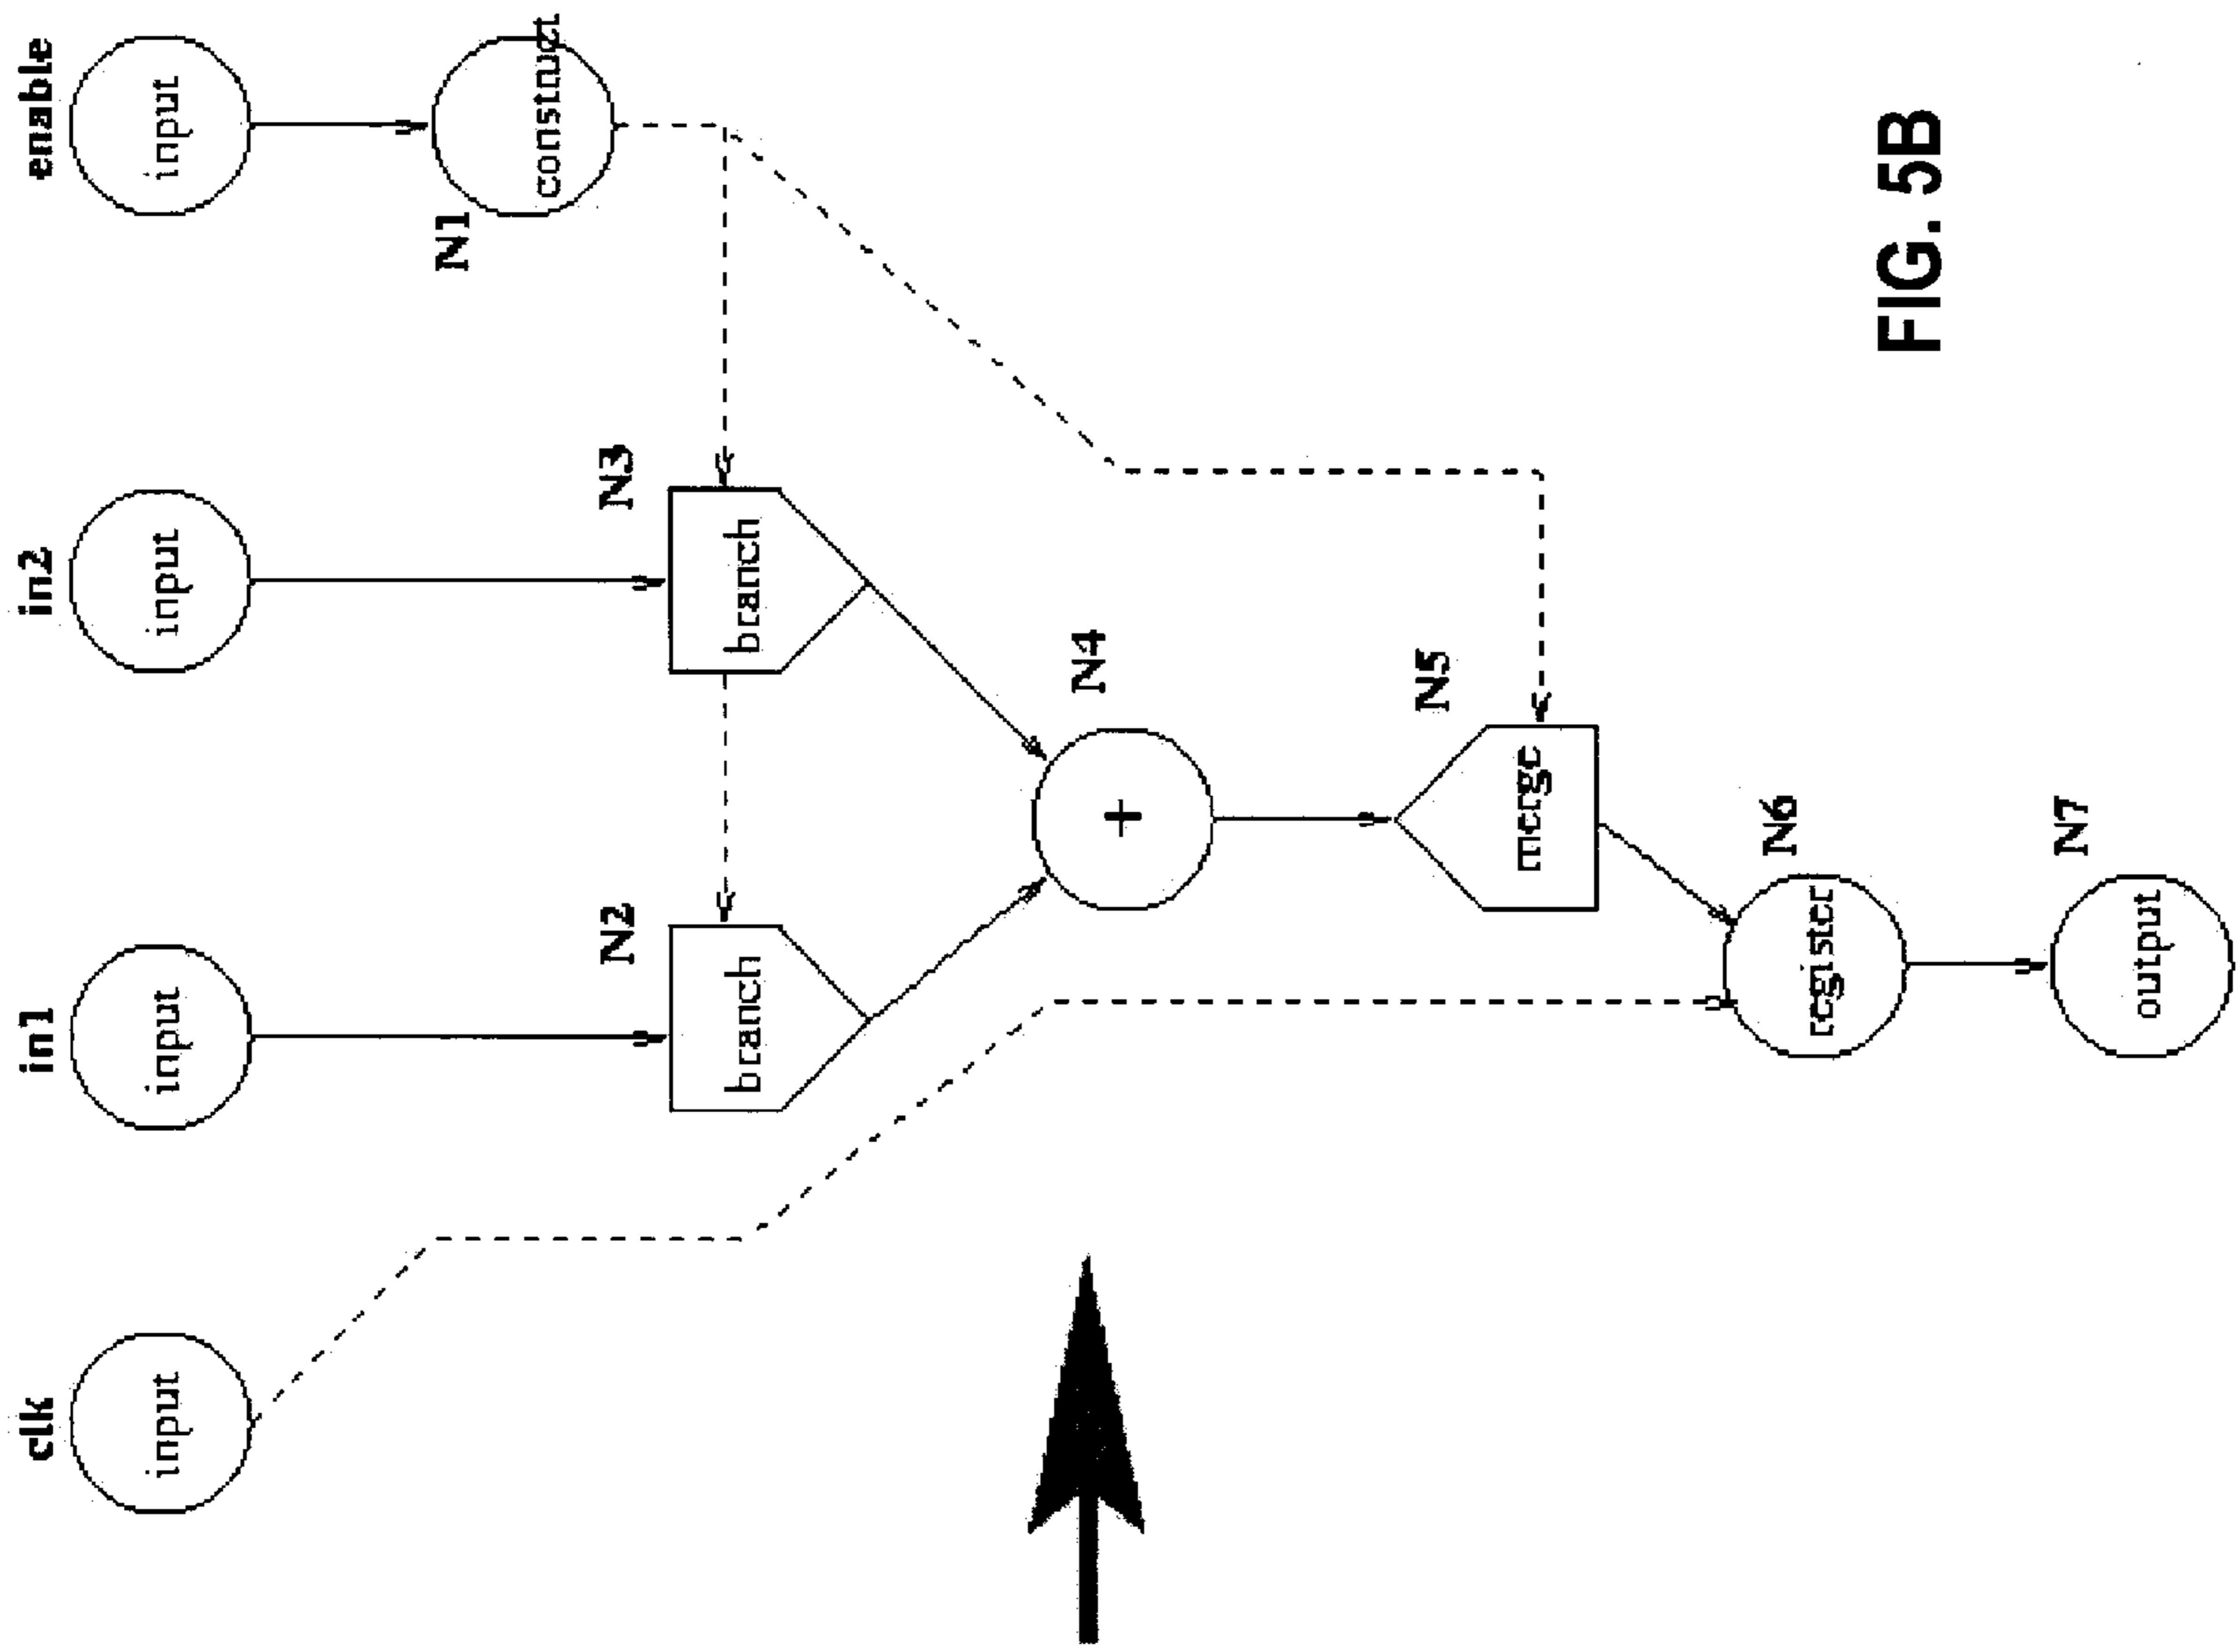 clk
in1
in2
enable
input
input
input
input
N1
construct
N2
N3
branch
branch
N4
+
N5
merge
N6
register
N7
output
FIG. 5B